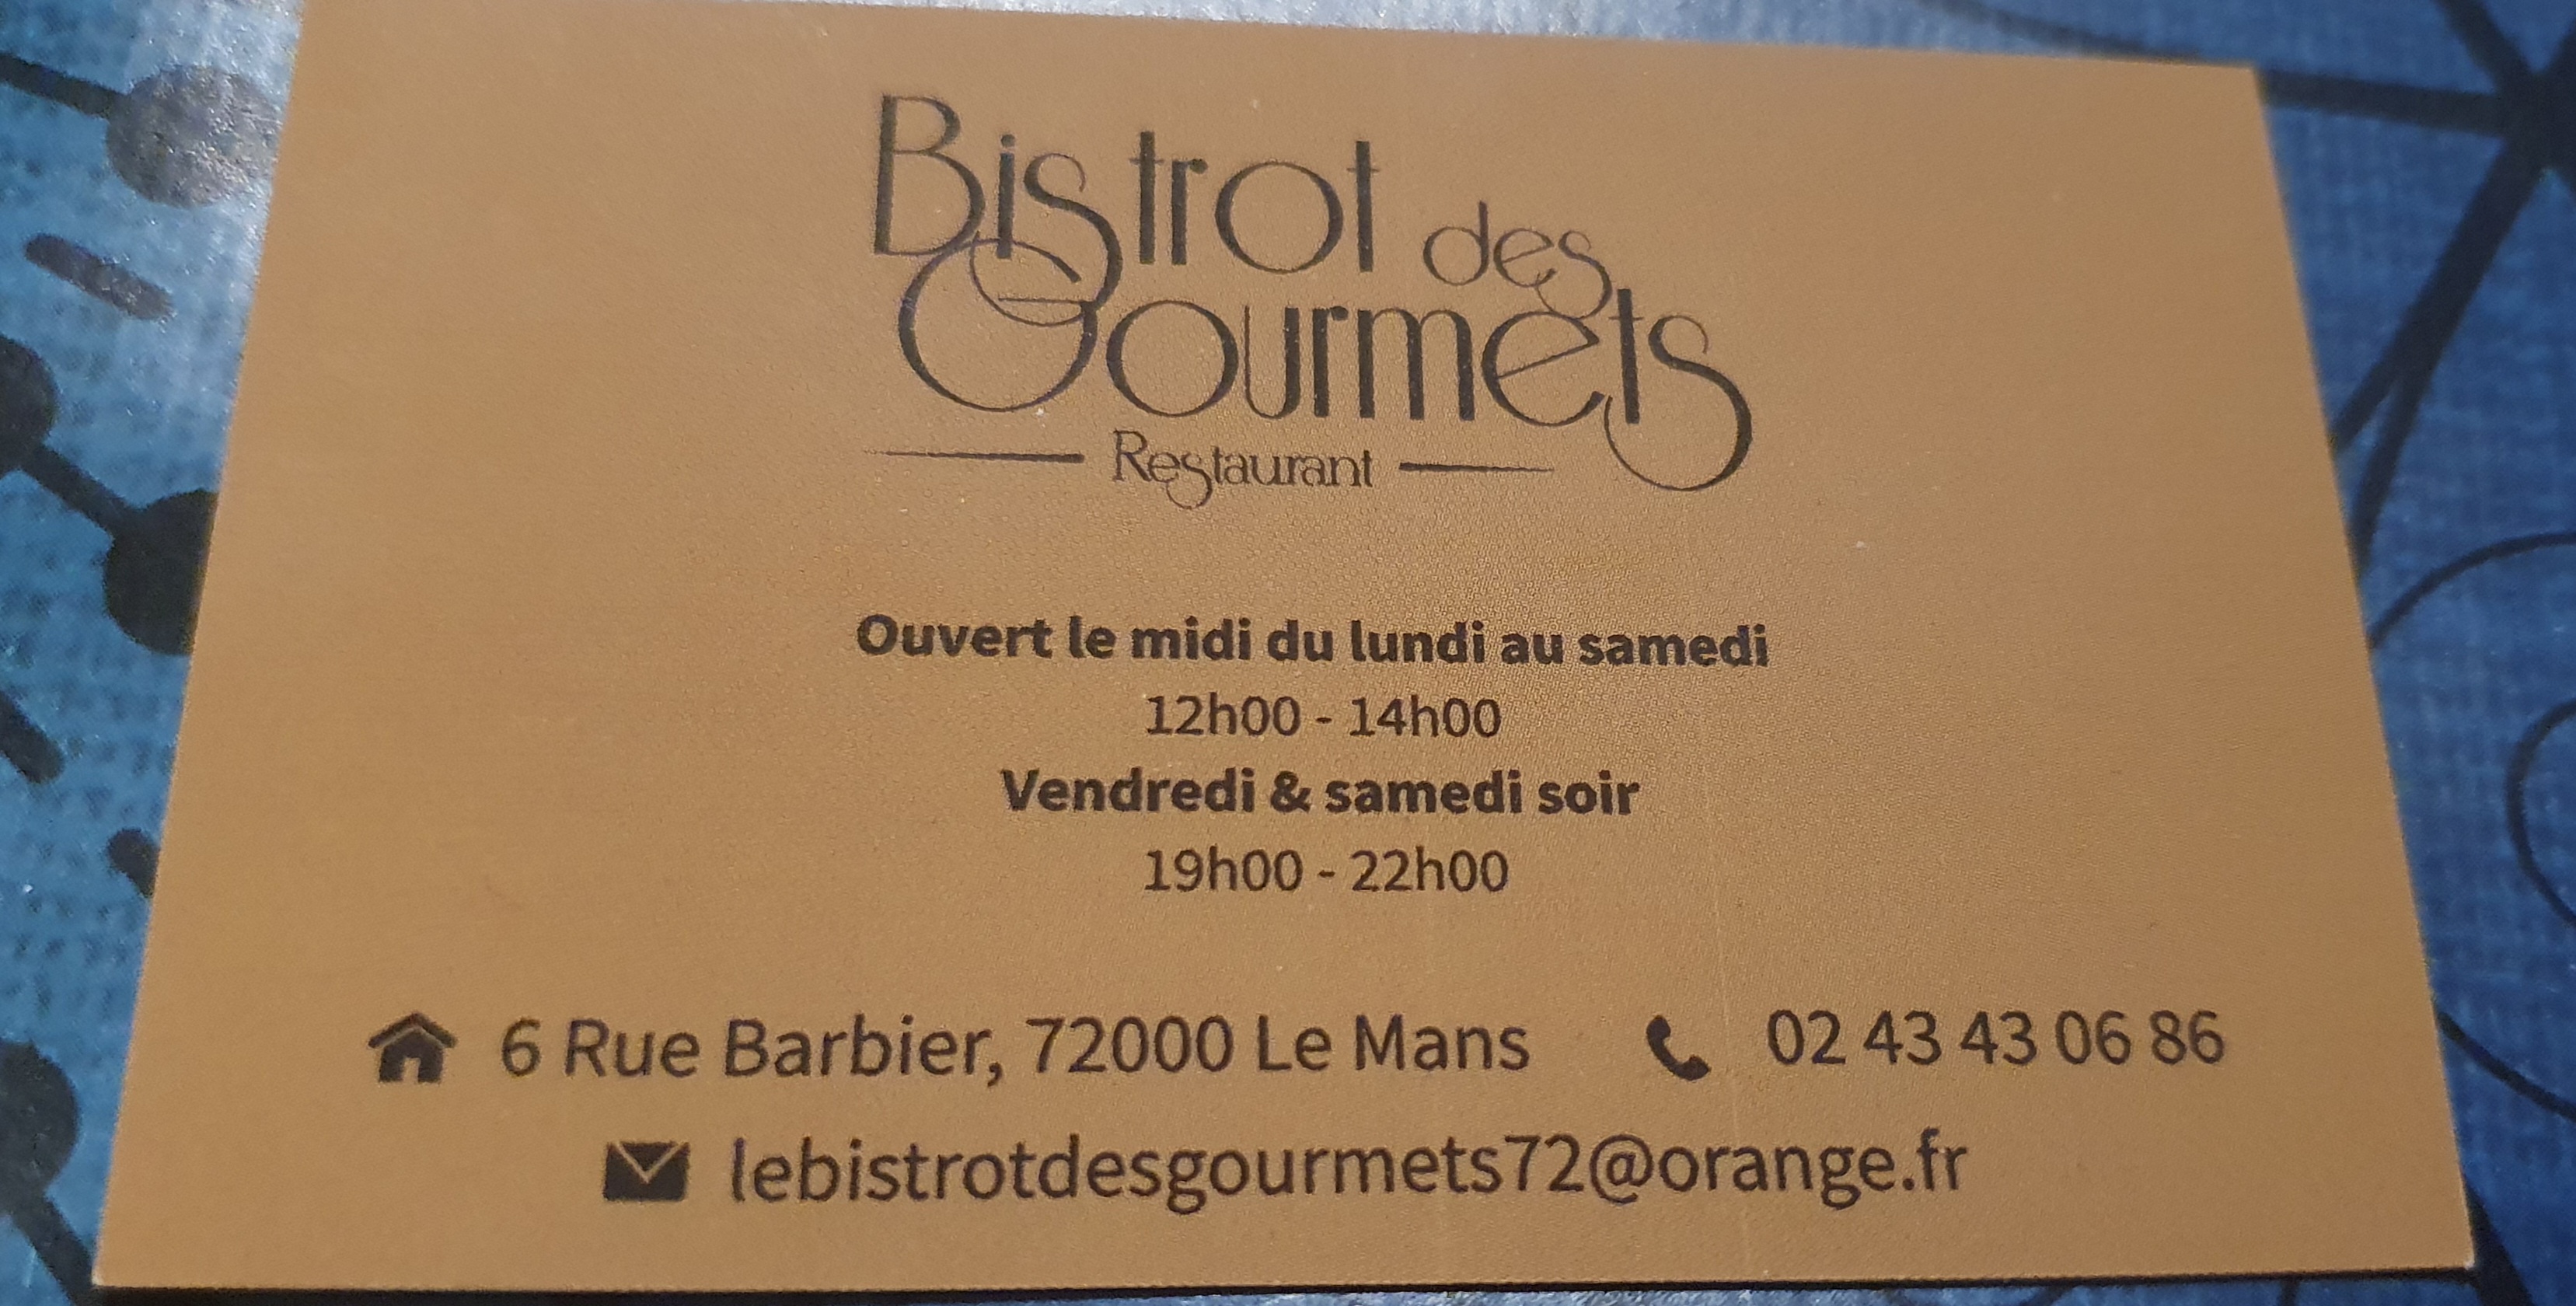 Bistrot des
Gourmets
Restaurant
Ouvert le midi du lundi au samedi
12h00 - 14h00
Vendredi & samedi soir
19h00 - 22h00
6 Rue Barbier, 72000 Le Mans 02 43 43 06 86
lebistrotdesgourmets72@orange.fr